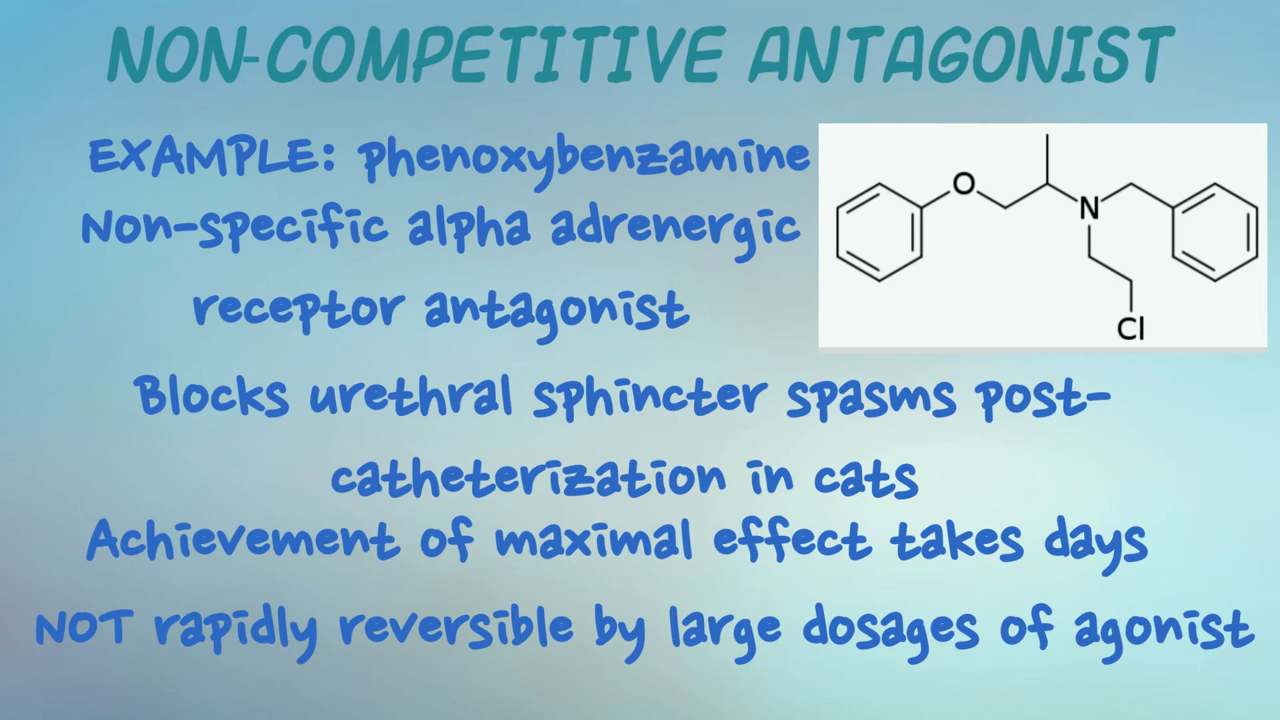 NON-COMPETITIVE ANTAGONIST
EXAMPLE: phenoxybenzamine
Non-specific alpha adrenergic
receptor antagonist
O
N
Cl
Blocks urethral sphincter spasms post-
catheterization in cats
Achievement of maximal effect takes days
NOT rapidly reversible by large dosages of agonist